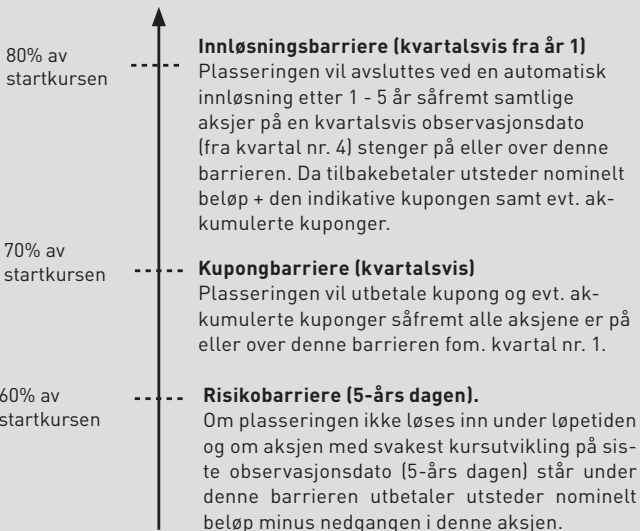 80% av
startkursen
Innløsningsbarriere (kvartalsvis fra år 1)
Plasseringen vil avsluttes ved en automatisk
innløsning etter 1 - 5 år såfremt samtlige
aksjer på en kvartalsvis observasjonsdato
(fra kvartal nr. 4) stenger på eller over denne
barrieren. Da tilbakebetaler utsteder nominelt
beløp + den indikative kupongen samt evt. ak-
kumulerte kuponger.
70% av
startkursen
Kupongbarriere (kvartalsvis)
Plasseringen vil utbetale kupong og evt. ak-
kumulerte kuponger såfremt alle aksjene er på
eller over denne barrieren fom. kvartal nr. 1.
60% av
startkursen
Risikobarriere (5-års dagen).
Om plasseringen ikke løses inn under løpetiden
og om aksjen med svakest kursutvikling på sis-
te observasjonsdato (5-års dagen) står under
denne barrieren utbetaler utsteder nominelt
beløp minus nedgangen i denne aksjen.